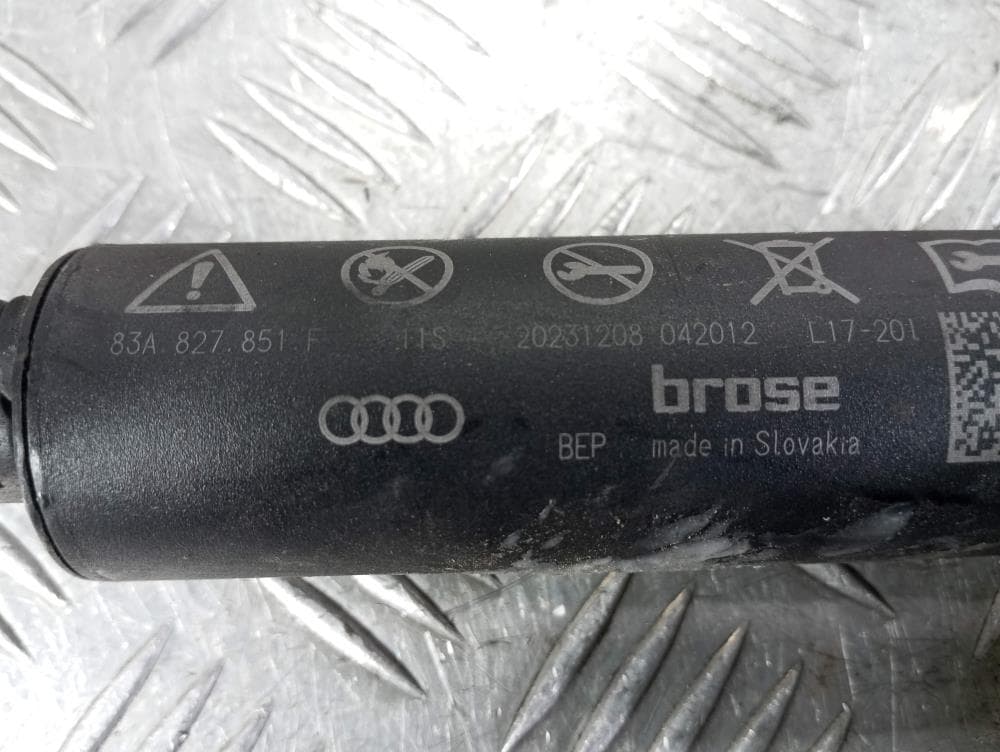 83A 827.851 F 11S 20231208 042012 L17-201
brose
BEP made in Slovakia